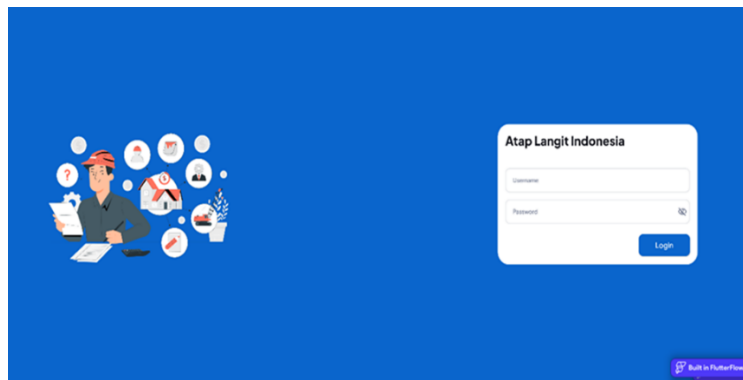 Atap Langit Indonesia
?
Username
Password
Login
Built in FlutterFlow